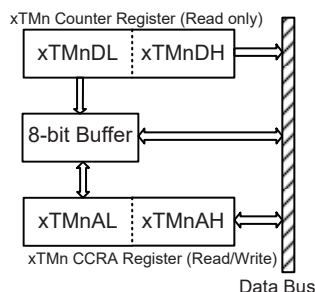 xTMn Counter Register (Read only)
xTMnDL xTMnDH
8-bit Buffer
xTMnAL xTMnAH
xTMn CCRA Register (Read/Write)
Data Bus